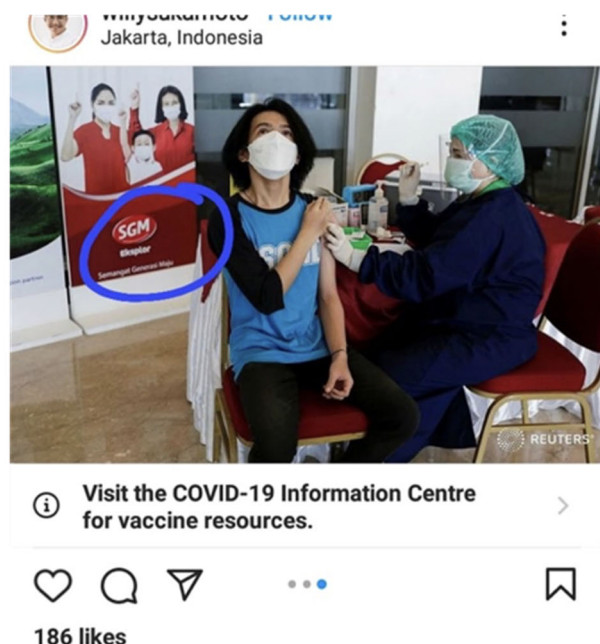 Jakarta, Indonesia
SGM
Eksplor
Semangat Generasi Maju
REUTERS
Visit the COVID-19 Information Centre
for vaccine resources.
186 likes